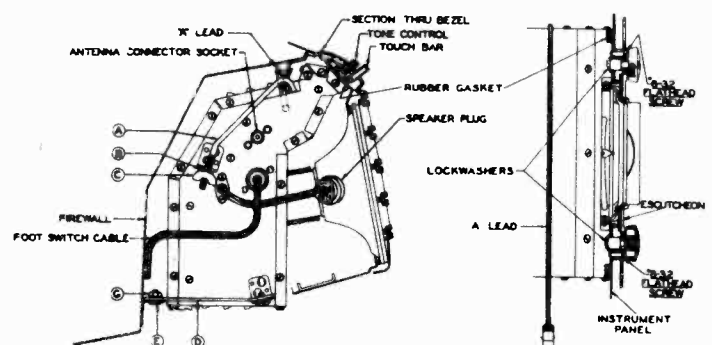 'A' LEAD
ANTENNA CONNECTOR SOCKET
SECTION THRU BEZEL
TONE CONTROL
TOUCH BAR
RUBBER GASKET
SPEAKER PLUG
A
B
C
FIREWALL
FOOT SWITCH CABLE
G
E
D
#8-32
FLATHEAD
SCREW
LOCKWASHERS
ESCUTCHEON
A LEAD
#8-32
FLATHEAD
SCREW
INSTRUMENT
PANEL